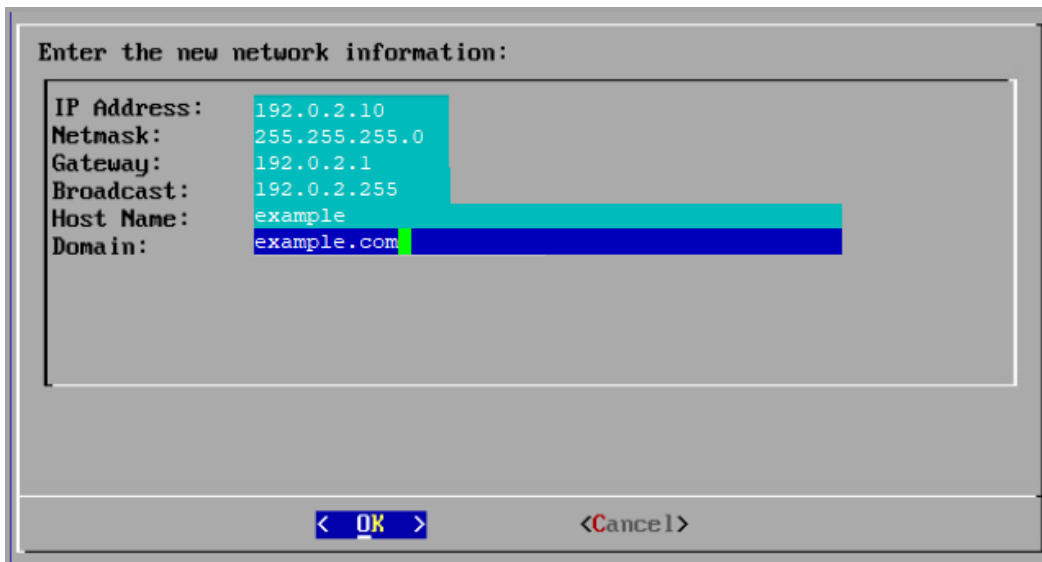 Enter the new network information:
IP Address: 192.0.2.10
Netmask: 255.255.255.0
Gateway: 192.0.2.1
Broadcast: 192.0.2.255
Host Name: example
Domain: example.com
< OK > <Cancel>